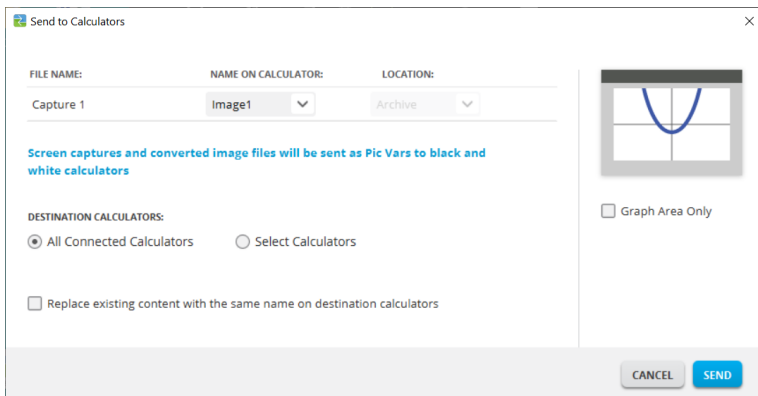 Send to Calculators
FILE NAME: NAME ON CALCULATOR: LOCATION:
Capture 1 Image1 Archive
Screen captures and converted image files will be sent as Pic Vars to black and
white calculators
Graph Area Only
DESTINATION CALCULATORS:
All Connected Calculators Select Calculators
Replace existing content with the same name on destination calculators
CANCEL SEND